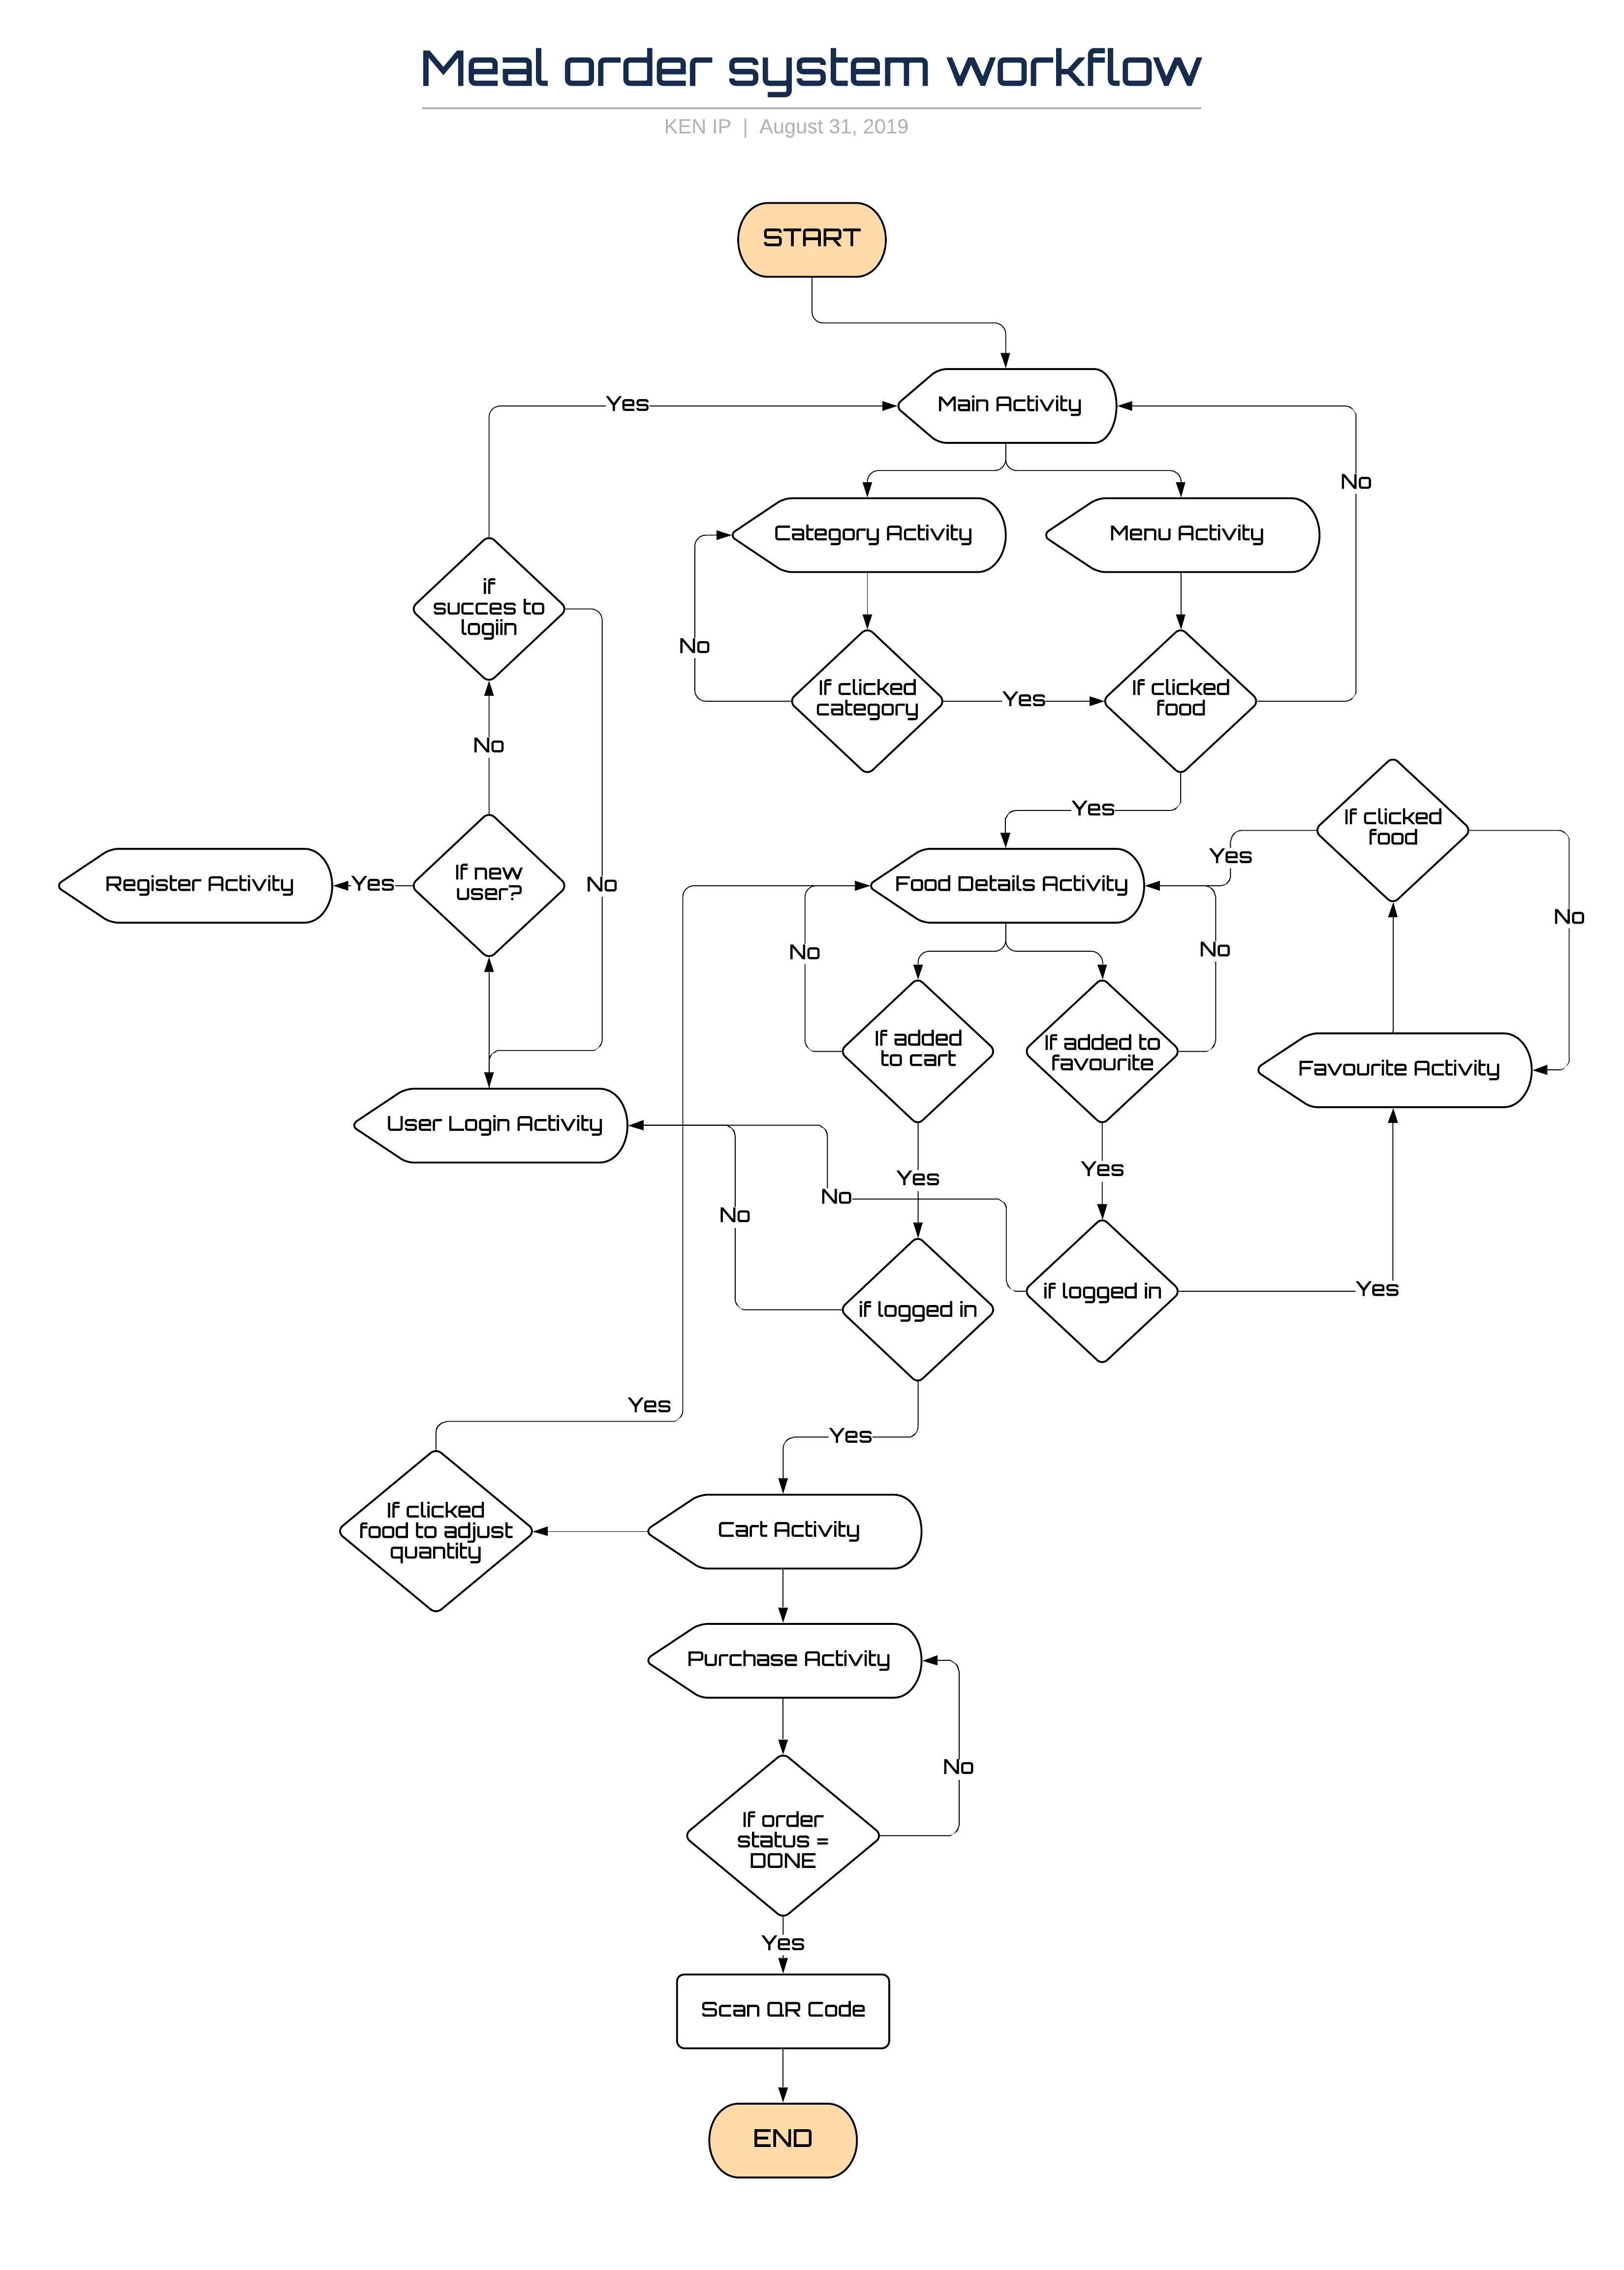 Meal order system workflow
KEN IP | August 31, 2019
START
Main Activity
Yes
No
Category Activity
Menu Activity
if
succes to
logiin
No
If clicked
category
Yes
If clicked
food
No
Yes
If clicked
food
Yes
Register Activity
Yes
If new
user?
No
Food Details Activity
No
No
No
If added
to cart
If added to
favourite
Favourite Activity
User Login Activity
Yes
Yes
No
No
if logged in
if logged in
Yes
Yes
Yes
If clicked
food to adjust
quantity
Cart Activity
Purchase Activity
No
If order
status =
DONE
Yes
Scan QR Code
END